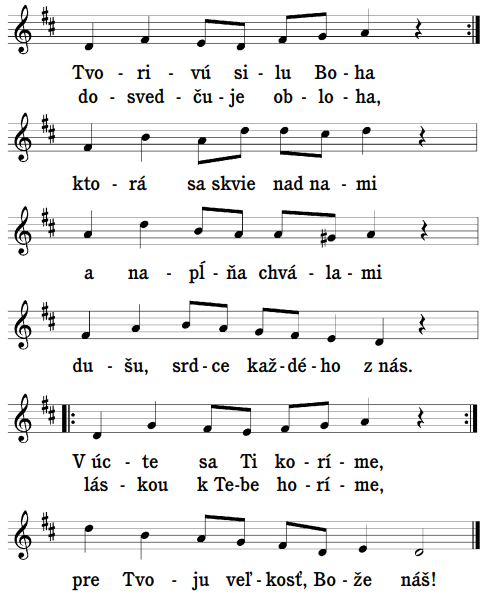 Tvo - ri - vú si - lu Bo - ha
do - sved - ču - je ob - lo - ha,
kto - rá sa skvie nad na - mi
a na - pĺ - ňa chvá - la - mi
du - šu, srd - ce kaž - dé - ho z nás.
V úc - te sa Ti ko - rí - me,
lás - kou k Te - be ho - rí - me,
pre Tvo - ju veľ - kosť, Bo - že náš!